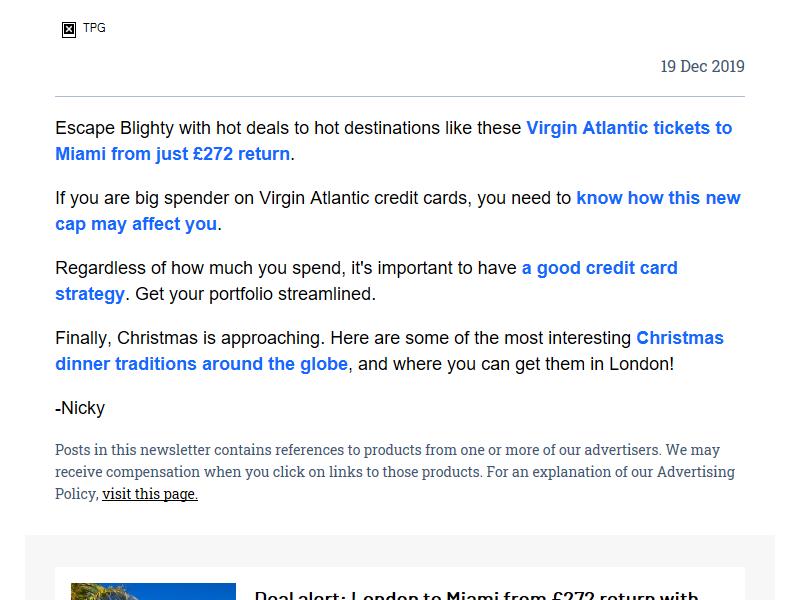 TPG
19 Dec 2019
Escape Blighty with hot deals to hot destinations like these Virgin Atlantic tickets to
Miami from just £272 return.
If you are big spender on Virgin Atlantic credit cards, you need to know how this new
cap may affect you.
Regardless of how much you spend, it's important to have a good credit card
strategy. Get your portfolio streamlined.
Finally, Christmas is approaching. Here are some of the most interesting Christmas
dinner traditions around the globe, and where you can get them in London!
-Nicky
Posts in this newsletter contains references to products from one or more of our advertisers. We may
receive compensation when you click on links to those products. For an explanation of our Advertising
Policy, visit this page.
Deal alert: London to Miami from £272 return with